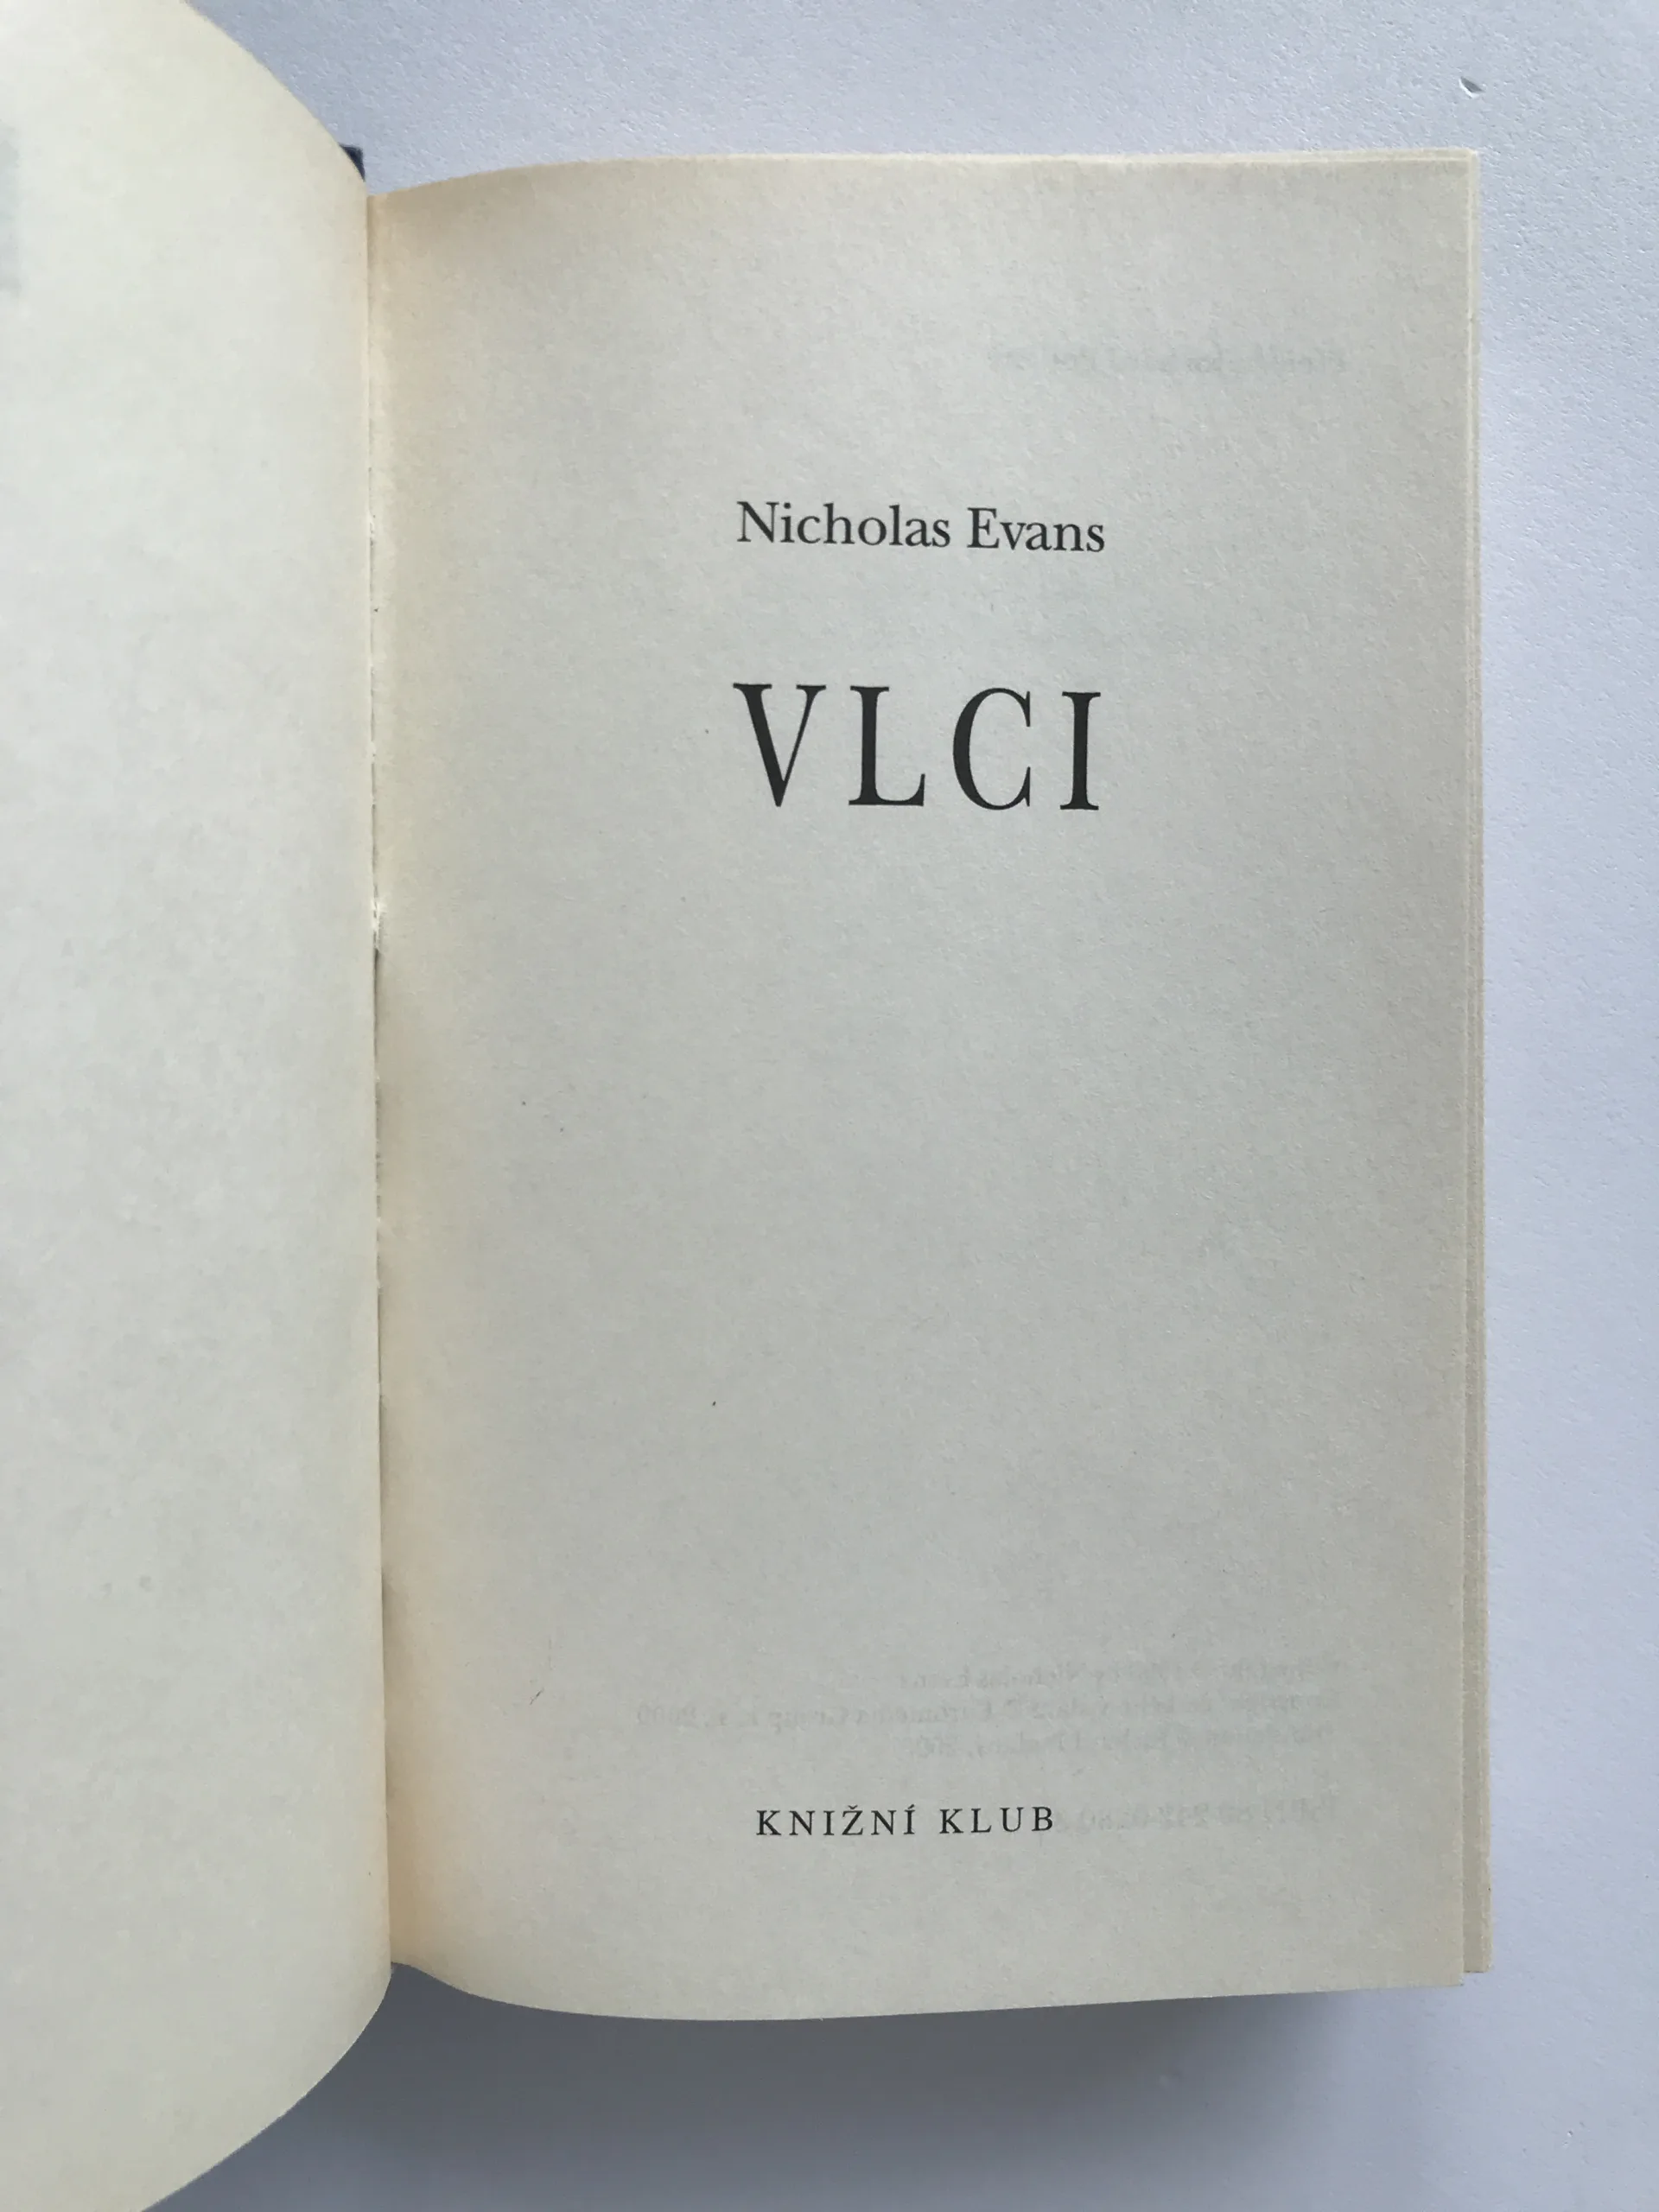 Nicholas Evans
VLCI
KNIŽNÍ KLUB